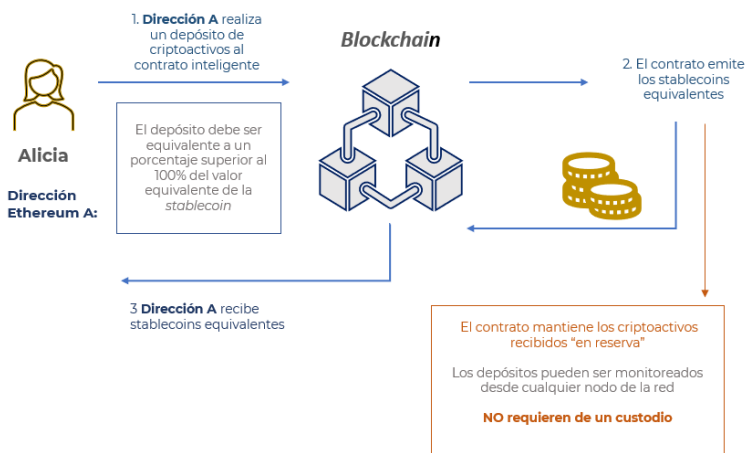 1. Dirección A realiza
un depósito de
criptoactivos al
contrato inteligente
Blockchain
2. El contrato emite
los stablecoins
equivalentes
El depósito debe ser
equivalente a un
porcentaje superior al
100% del valor
equivalente de la
stablecoin
Alicia
Dirección
Ethereum A:
3 Dirección A recibe
stablecoins equivalentes
El contrato mantiene los criptoactivos
recibidos “en reserva”
Los depósitos pueden ser monitoreados
desde cualquier nodo de la red
NO requieren de un custodio